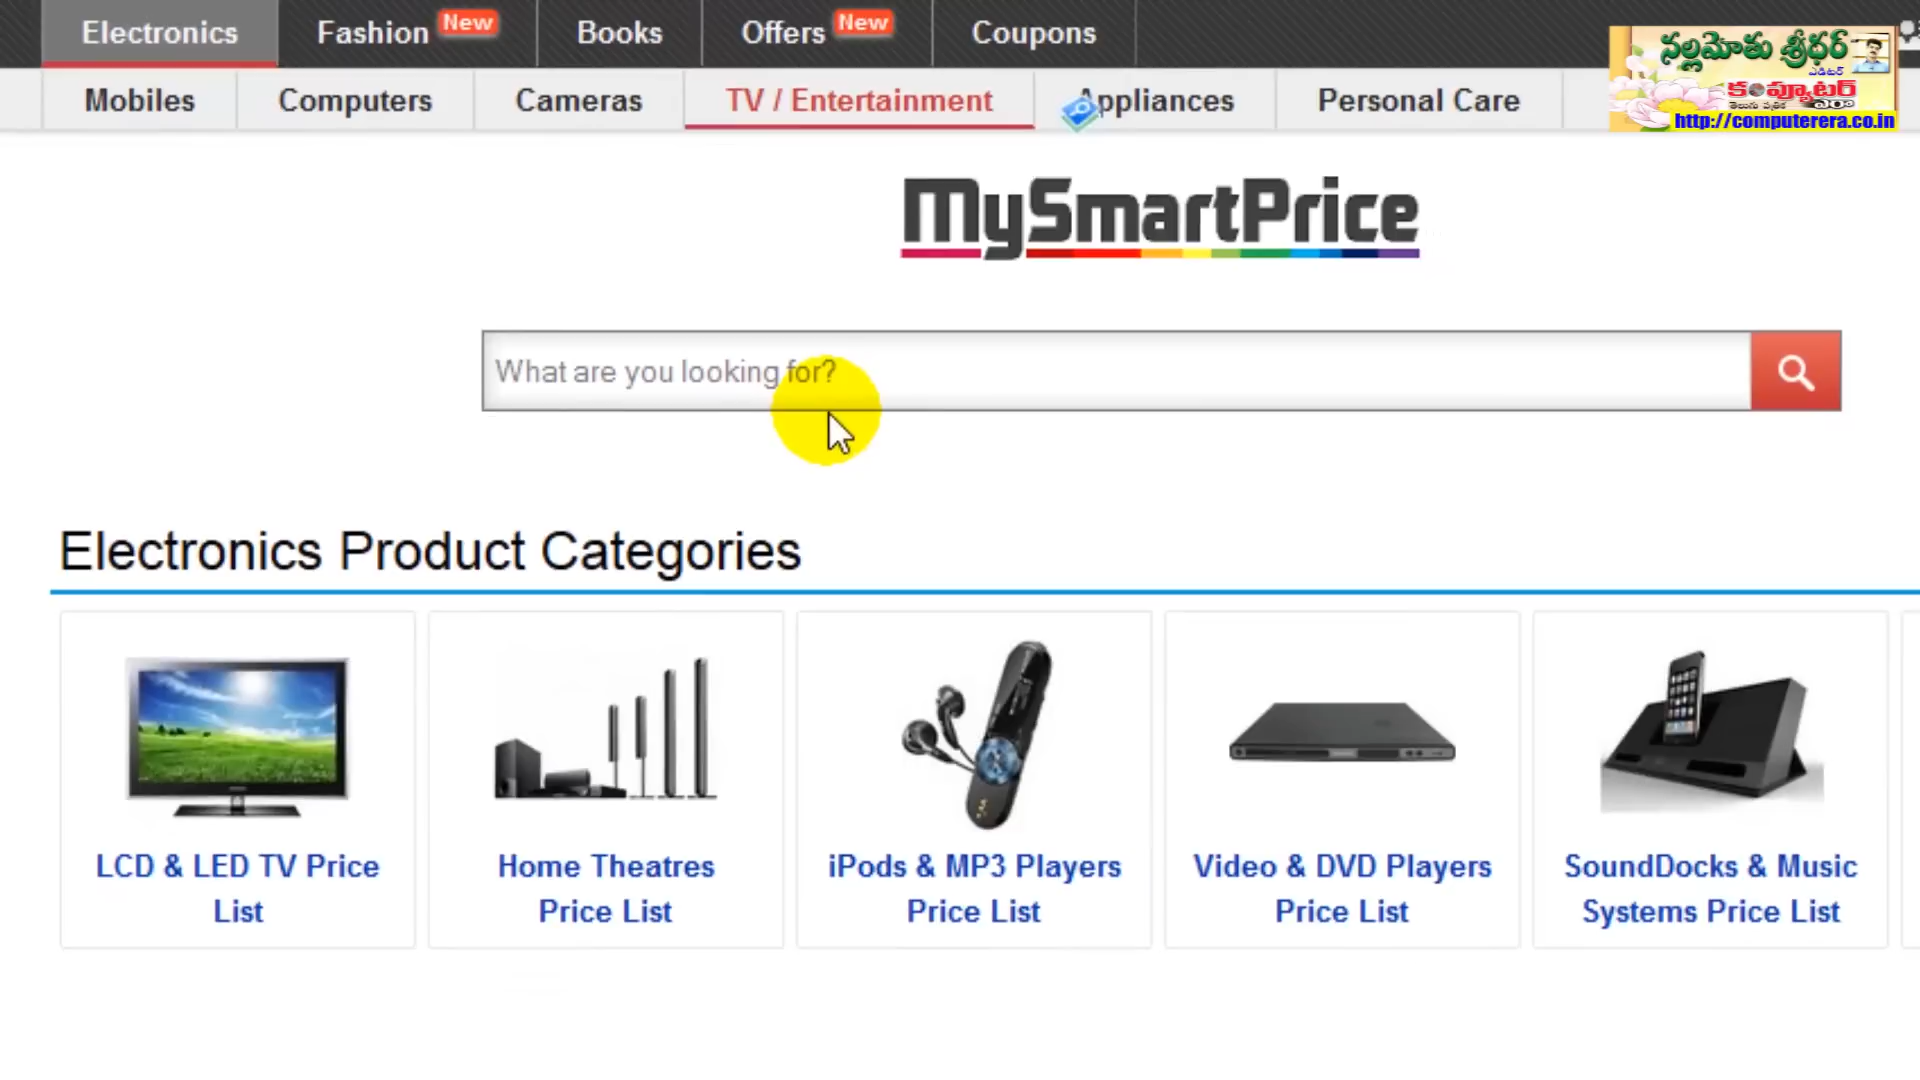 Electronics
Fashion New
Books
Offers New
Coupons
Mobiles
Computers
Cameras
TV / Entertainment
Appliances
Personal Care
నల్లమోతు శ్రీధర్
ఎడిటర్
కంప్యూటర్
తెలుగు పత్రిక ఎరా
http://computerera.co.in
MySmartPrice
What are you looking for?
Electronics Product Categories
LCD & LED TV Price
List
Home Theatres
Price List
iPods & MP3 Players
Price List
Video & DVD Players
Price List
SoundDocks & Music
Systems Price List